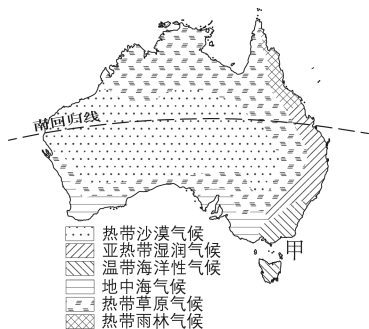 南回归线
甲
热带沙漠气候
亚热带湿润气候
温带海洋性气候
地中海气候
热带草原气候
热带雨林气候